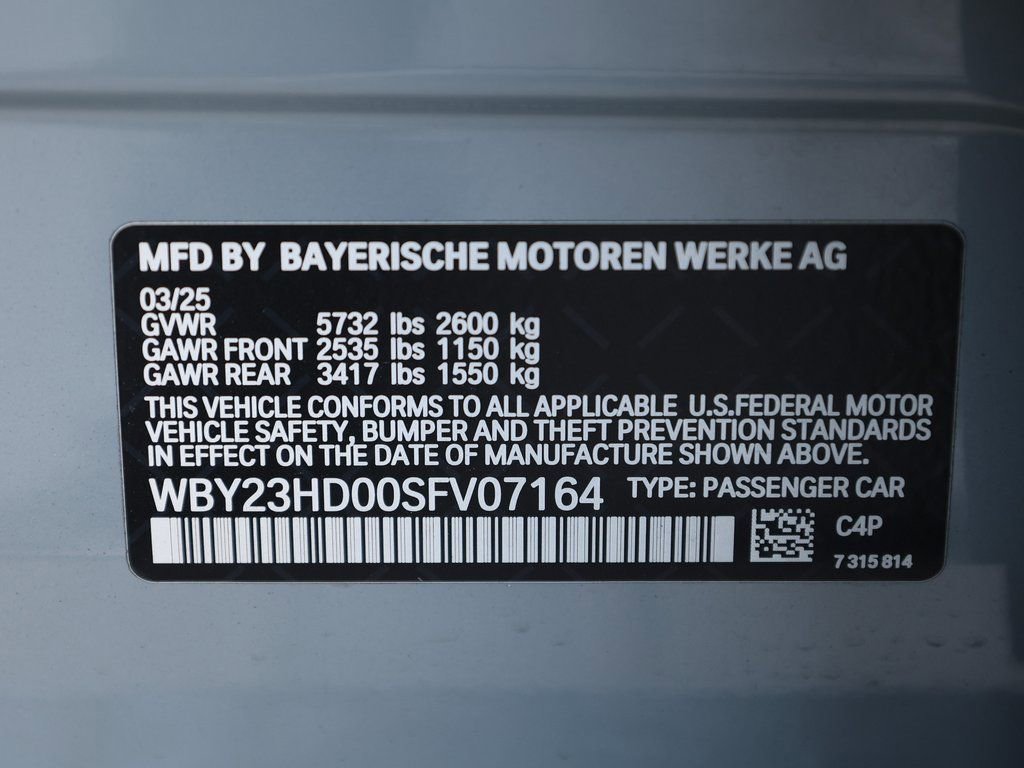 MFD BY BAYERISCHE MOTOREN WERKE AG
03/25
GVWR 5732 lbs 2600 kg
GAWR FRONT 2535 lbs 1150 kg
GAWR REAR 3417 lbs 1550 kg
THIS VEHICLE CONFORMS TO ALL APPLICABLE U.S.FEDERAL MOTOR
VEHICLE SAFETY, BUMPER AND THEFT PREVENTION STANDARDS
IN EFFECT ON THE DATE OF MANUFACTURE SHOWN ABOVE.
WBY23HD00SFV07164 TYPE: PASSENGER CAR
C4P
7 315 814